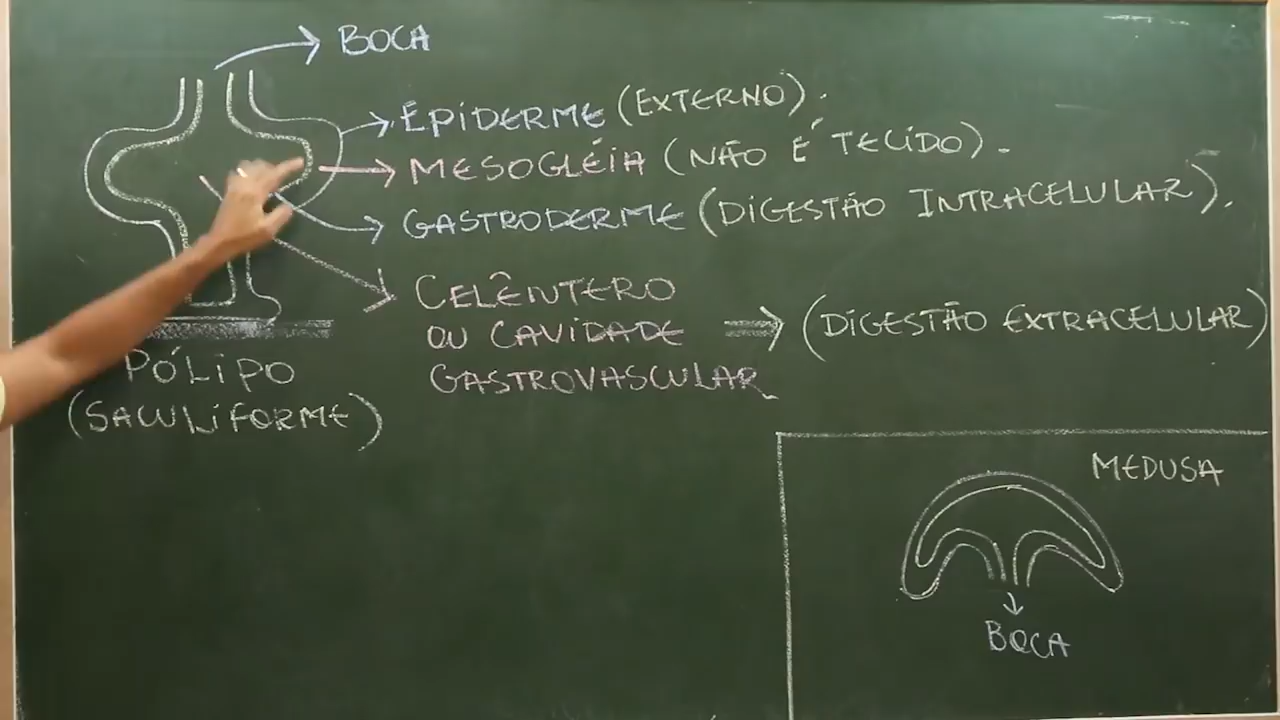 BOCA
EPIDERME (EXTERNO).
MESOGLÉIA (NÃO É TECIDO).
GASTRODERME (DIGESTÃO INTRACELULAR).
CELÊNTERO
OU CAVIDADE
GASTROVASCULAR
(DIGESTÃO EXTRACELULAR)
PÓLIPO
(SACULIFORME)
MEDUSA
BOCA